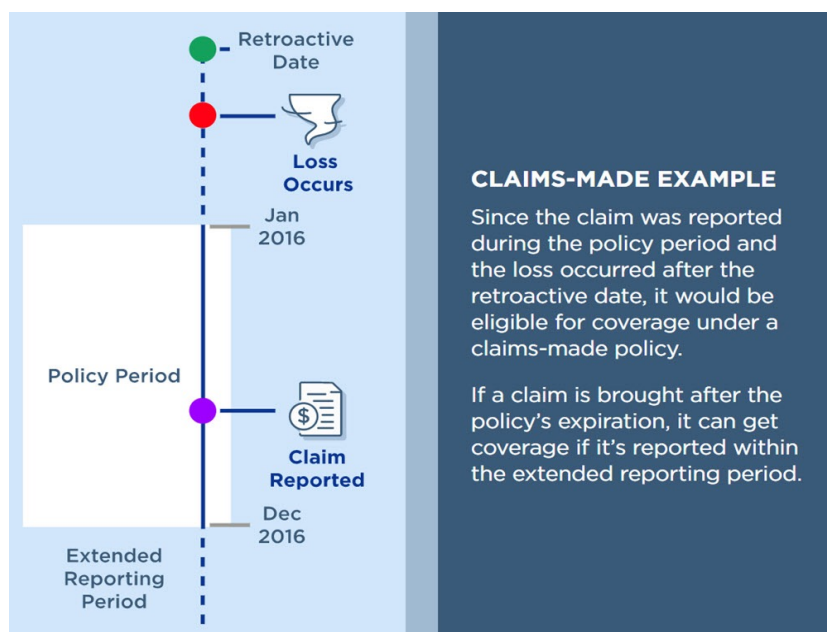 Retroactive
Date
Loss
Occurs
Jan
2016
Policy Period
$
Claim
Reported
Dec
2016
Extended
Reporting
Period
CLAIMS-MADE EXAMPLE
Since the claim was reported
during the policy period and
the loss occurred after the
retroactive date, it would be
eligible for coverage under a
claims-made policy.
If a claim is brought after the
policy’s expiration, it can get
coverage if it’s reported within
the extended reporting period.